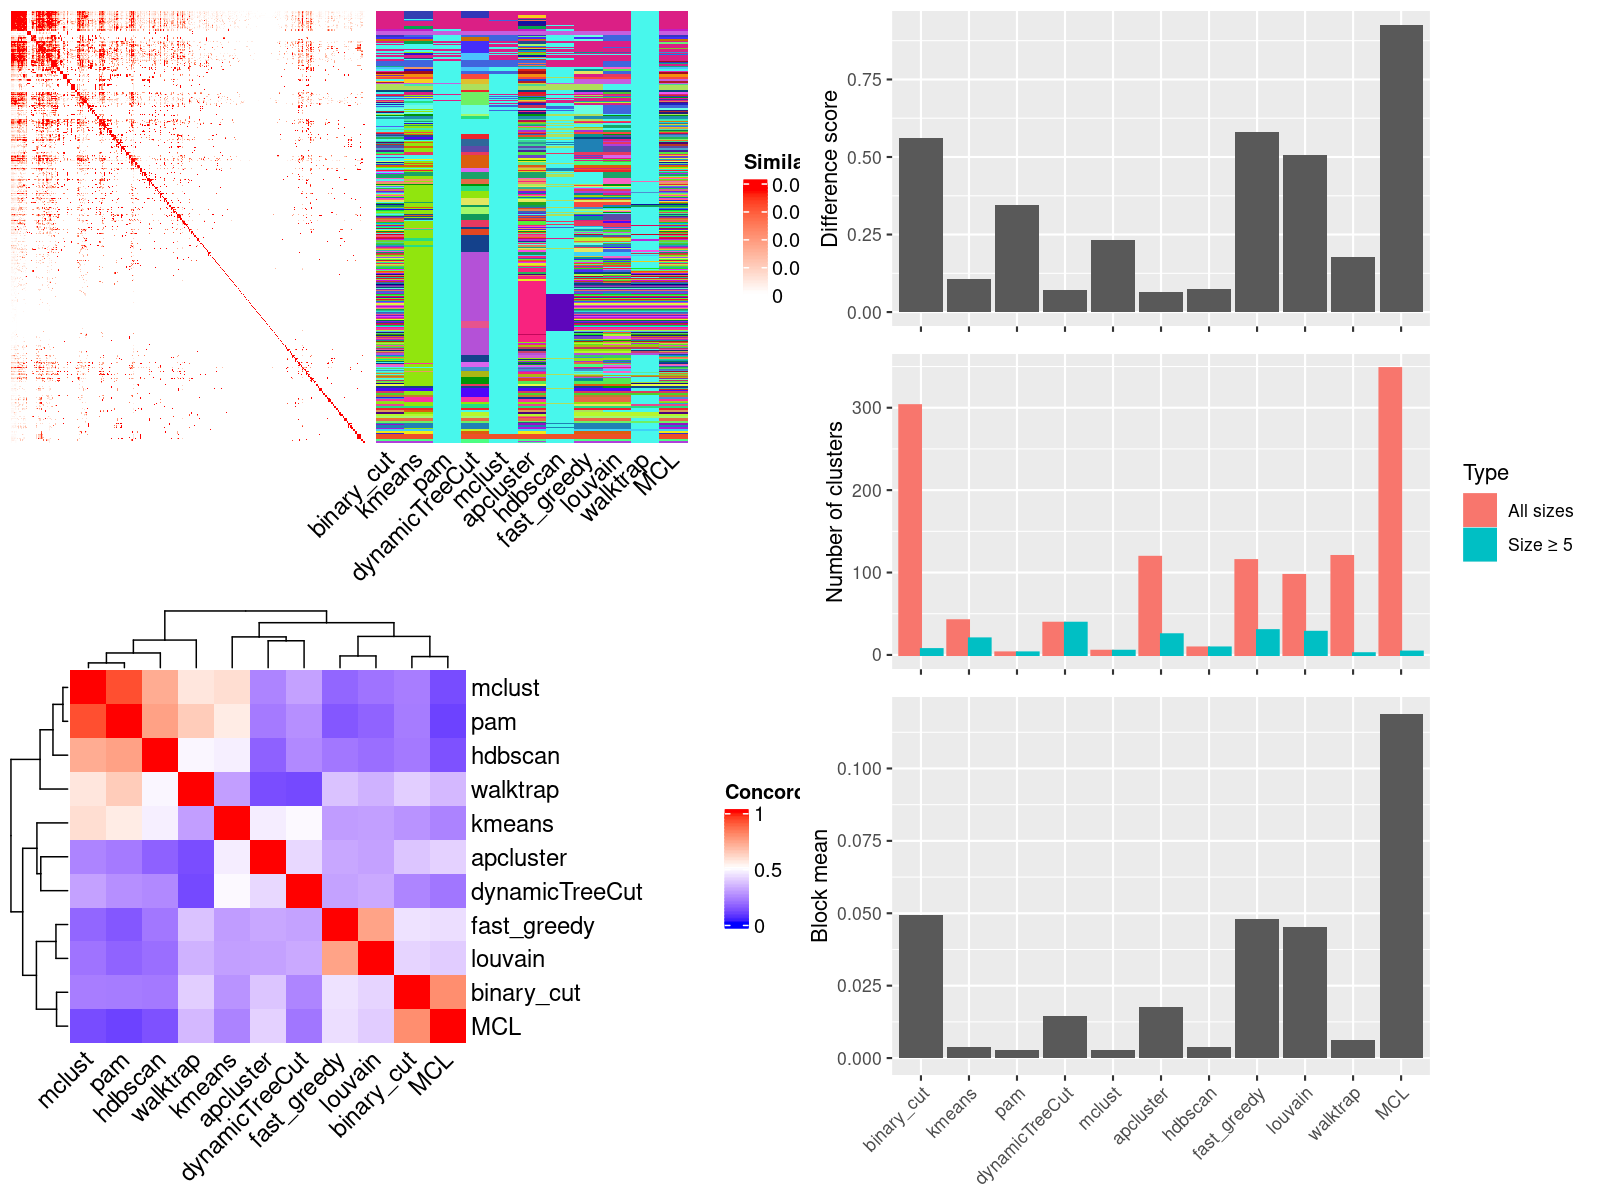 Simila
0.0
0.0
0.0
0.0
0
binary_cut
kmeans
pam
dynamicTreeCut
mclust
apcluster
hdbscan
fast_greedy
louvain
walktrap
MCL
mclust
pam
hdbscan
walktrap
kmeans
apcluster
dynamicTreeCut
fast_greedy
louvain
binary_cut
MCL
mclust
pam
hdbscan
walktrap
kmeans
apcluster
dynamicTreeCut
fast_greedy
louvain
binary_cut
MCL
Concord
1
0.5
0
Difference score
0.75
0.50
0.25
0.00
Number of clusters
300
200
100
0
Type
All sizes
Size ≥ 5
Block mean
0.100
0.075
0.050
0.025
0.000
binary_cut
kmeans
pam
dynamicTreeCut
mclust
apcluster
hdbscan
fast_greedy
louvain
walktrap
MCL